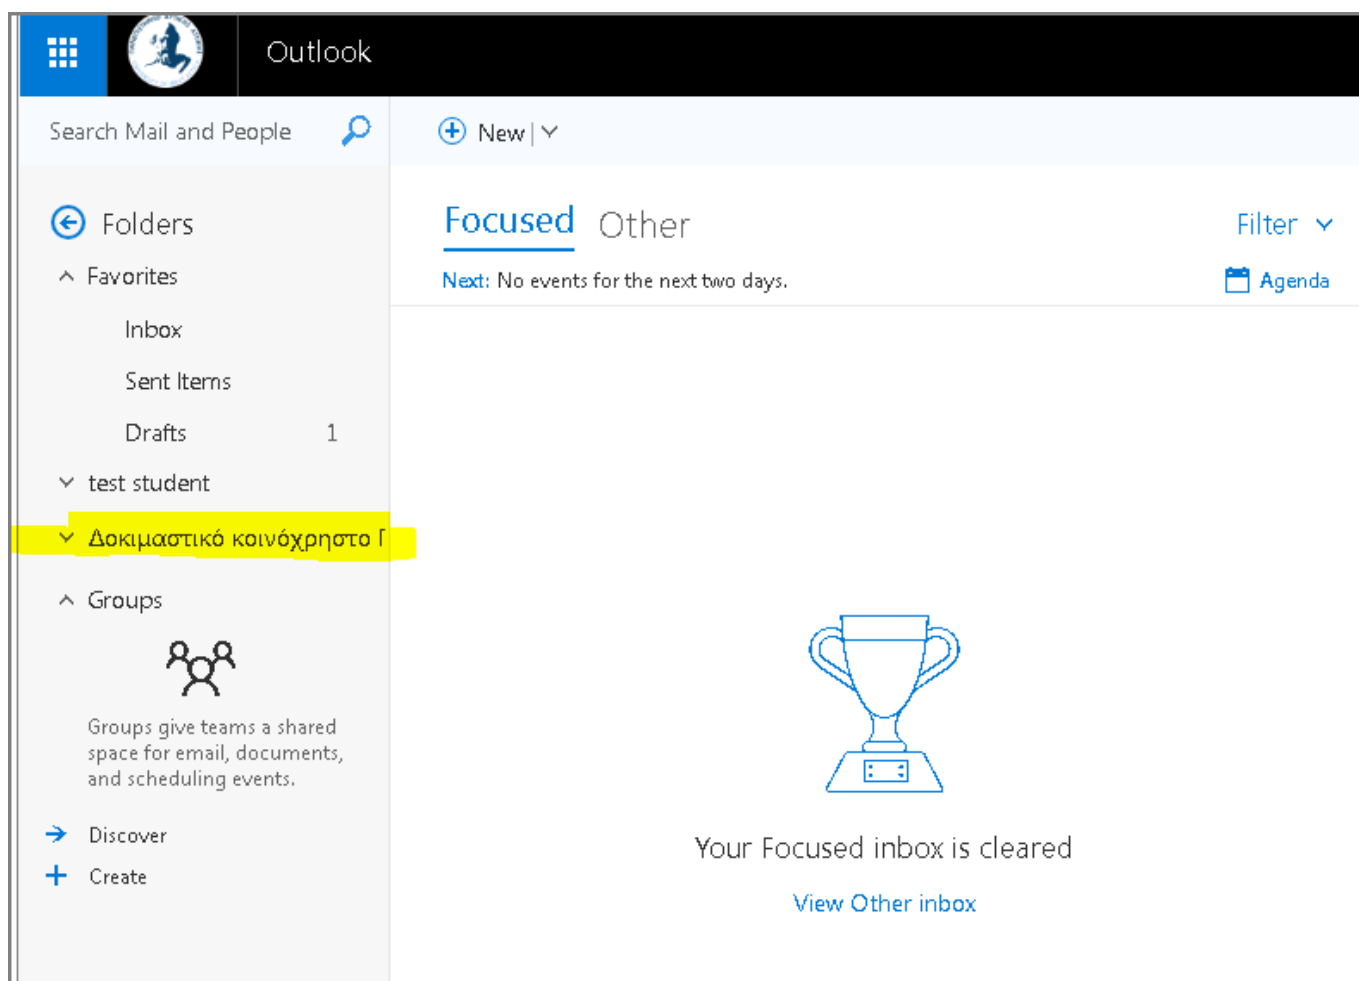 Outlook
Search Mail and People
New
Folders
Focused Other
Filter
Favorites
Next: No events for the next two days.
Agenda
Inbox
Sent Items
Drafts 1
test student
Δοκιμαστικό κοινόχρηστο
Groups
Groups give teams a shared
space for email, documents,
and scheduling events.
Discover
Create
Your Focused inbox is cleared
View Other inbox